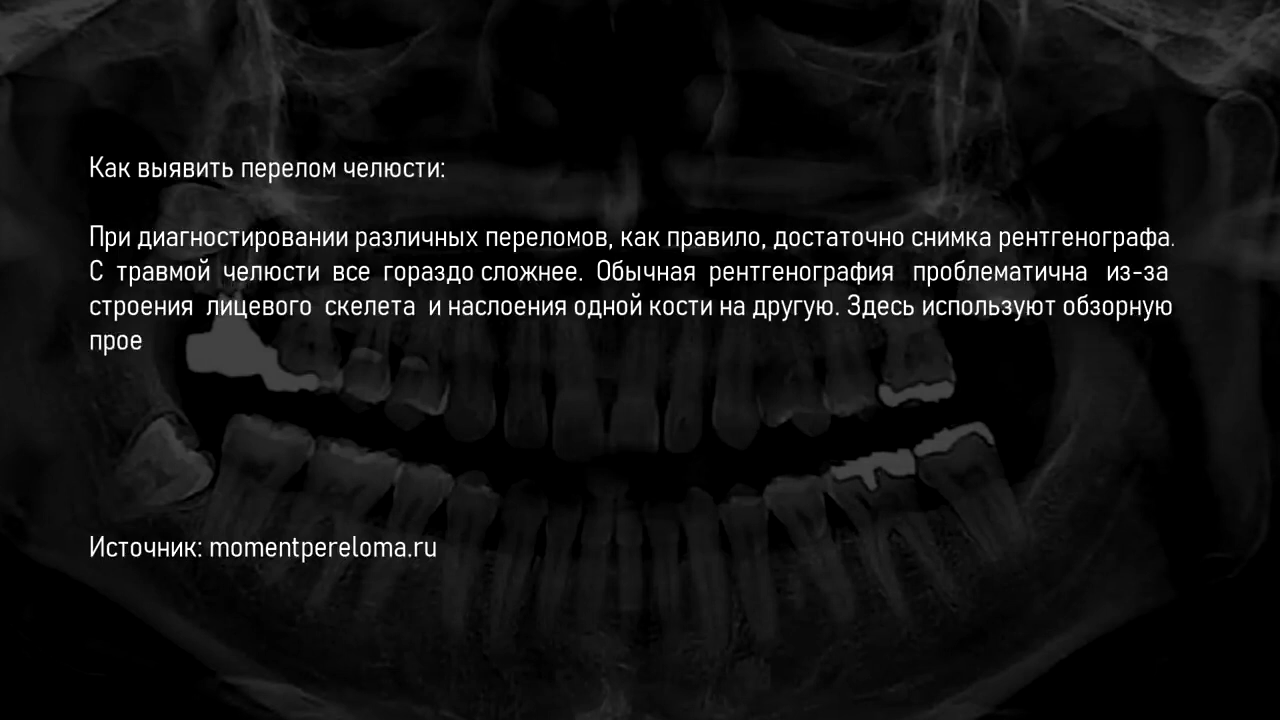 Как выявить перелом челюсти:
При диагностировании различных переломов, как правило, достаточно снимка рентгенографа.
С травмой челюсти все гораздо сложнее. Обычная рентгенография проблематична из-за
строения лицевого скелета и наслоения одной кости на другую. Здесь используют обзорную
прое
Источник: momentpereloma.ru